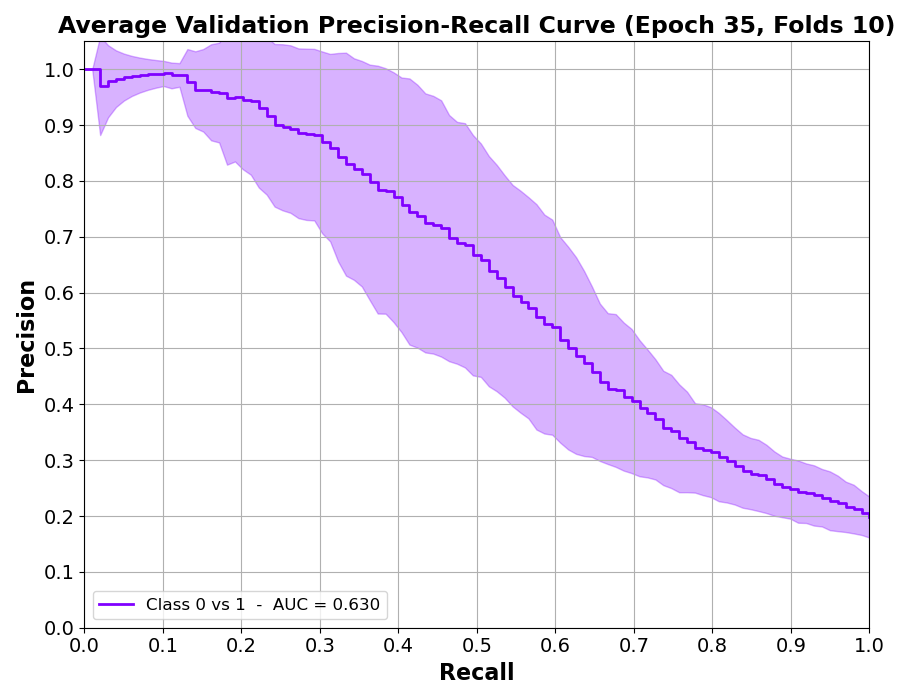 Average Validation Precision-Recall Curve (Epoch 35, Folds 10)
Precision
1.0
0.9
0.8
0.7
0.6
0.5
0.4
0.3
0.2
0.1
0.0
Class 0 vs 1  -  AUC = 0.630
0.0 0.1 0.2 0.3 0.4 0.5 0.6 0.7 0.8 0.9 1.0
Recall